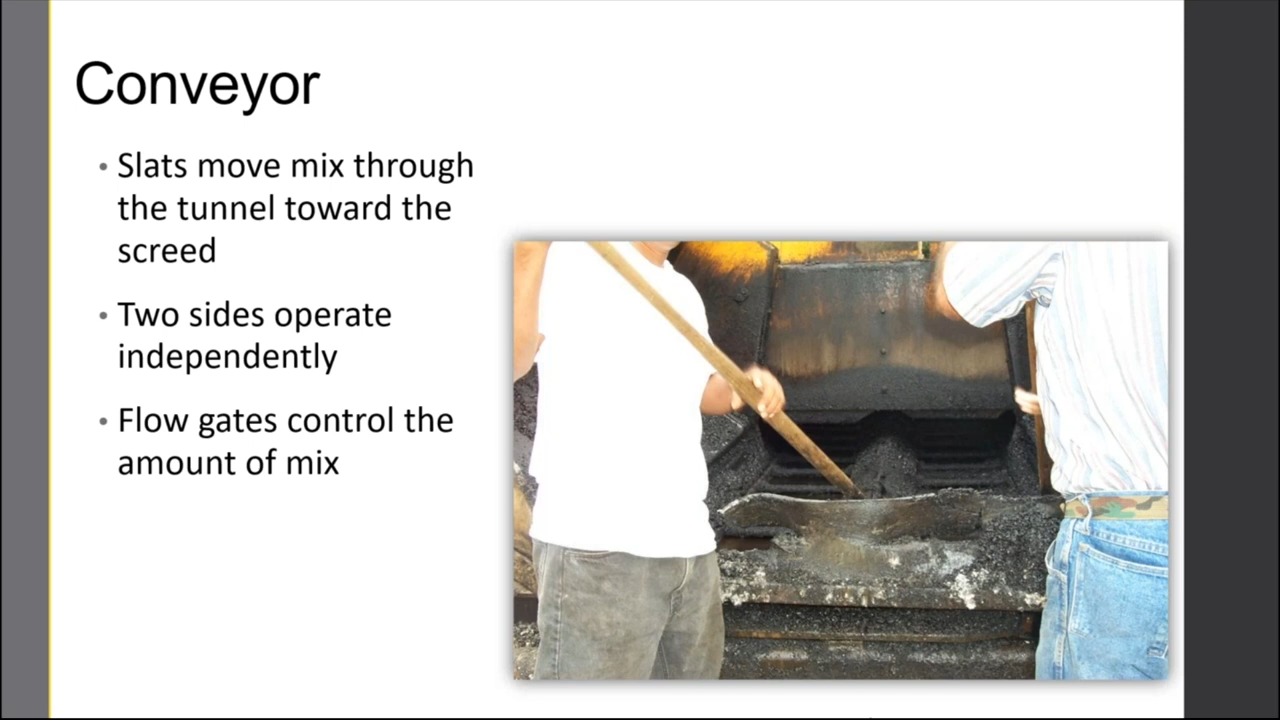 Conveyor
• Slats move mix through
the tunnel toward the
screed
• Two sides operate
independently
• Flow gates control the
amount of mix